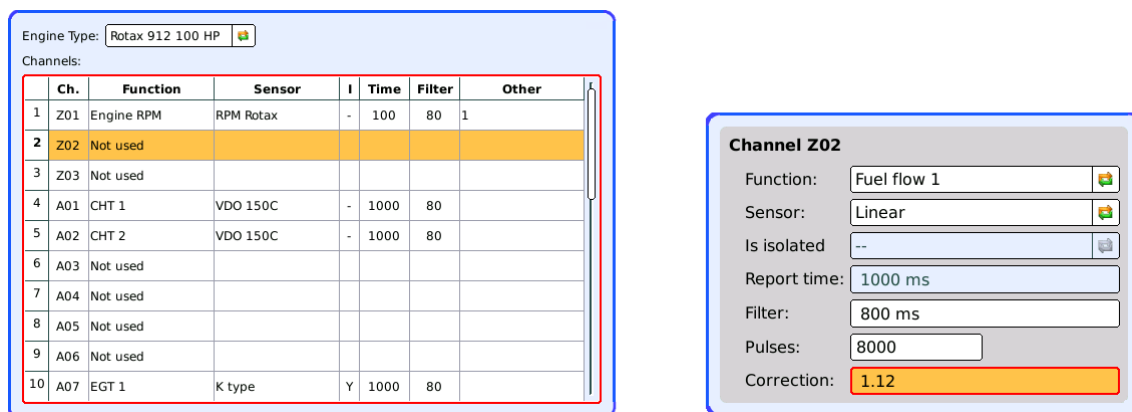 Engine Type: Rotax 912 100 HP
Channels:
Ch. Function Sensor I Time Filter Other
1 Z01 Engine RPM RPM Rotax - 100 80 1
2 Z02 Not used
3 Z03 Not used
4 A01 CHT 1 VDO 150C - 1000 80
5 A02 CHT 2 VDO 150C - 1000 80
6 A03 Not used
7 A04 Not used
8 A05 Not used
9 A06 Not used
10 A07 EGT 1 K type Y 1000 80
Channel Z02
Function: Fuel flow 1
Sensor: Linear
Is isolated --
Report time: 1000 ms
Filter: 800 ms
Pulses: 8000
Correction: 1.12